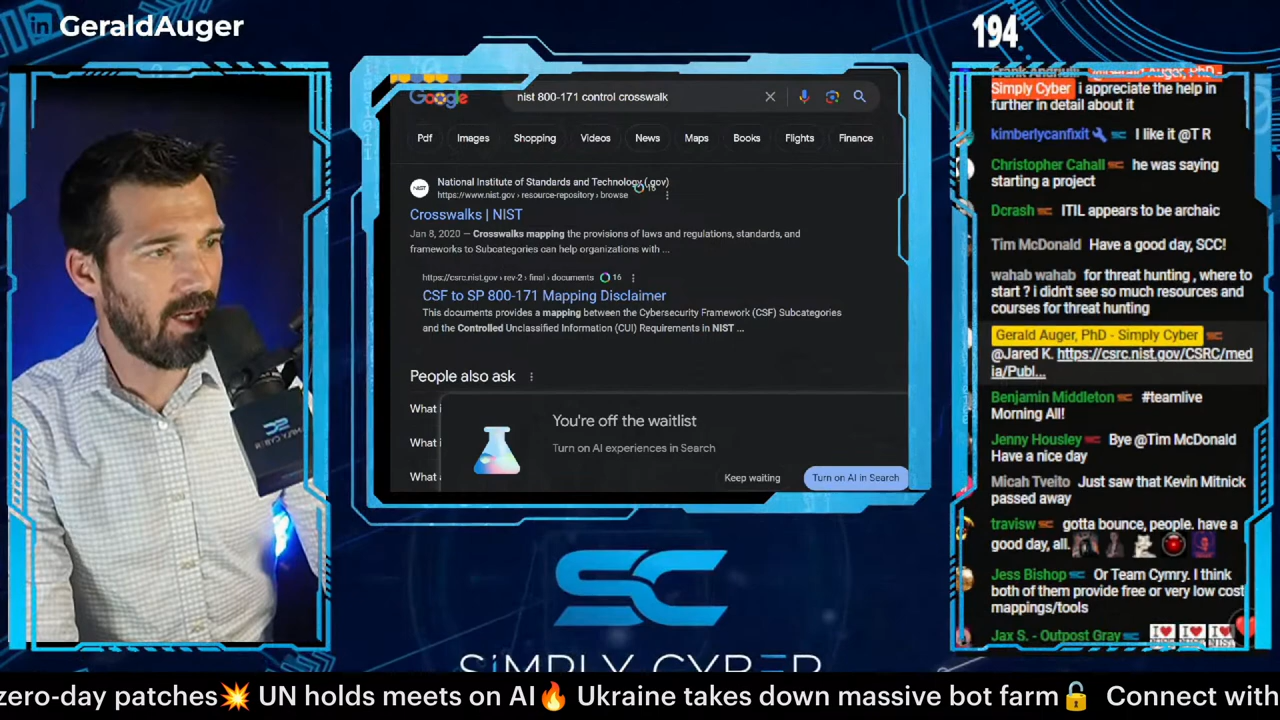 in GeraldAuger
194
Google
nist 800-171 control crosswalk
Pdf Images Shopping Videos News Maps Books Flights Finance
NIST
National Institute of Standards and Technology (.gov)
https://www.nist.gov › resource-repository › browse
Crosswalks | NIST
Jan 8, 2020 — Crosswalks mapping the provisions of laws and regulations, standards, and
frameworks to Subcategories can help organizations with ...
https://csrc.nist.gov › rev-2 › final › documents 16
CSF to SP 800-171 Mapping Disclaimer
This documents provides a mapping between the Cybersecurity Framework (CSF) Subcategories
and the Controlled Unclassified Information (CUI) Requirements in NIST ...
People also ask
What i
What i
What
You're off the waitlist
Turn on AI experiences in Search
Keep waiting Turn on AI in Search
@Gerald Auger, PhD -
Simply Cyber i appreciate the help in
further in detail about it
kimberlycanfixit I like it @T R
Christopher Cahall he was saying
starting a project
Dcrash ITIL appears to be archaic
Tim McDonald Have a good day, SCC!
wahab wahab for threat hunting , where to
start ? i didn't see so much resources and
courses for threat hunting
Gerald Auger, PhD - Simply Cyber
@Jared K. https://csrc.nist.gov/CSRC/med
ia/Publ...
Benjamin Middleton #teamlive
Morning All!
Jenny Housley Bye @Tim McDonald
Have a nice day
Micah Tveito Just saw that Kevin Mitnick
passed away
travisw gotta bounce, people. have a
good day, all.
Jess Bishop Or Team Cymry. I think
both of them provide free or very low cost
mappings/tools
Jax S. - Outpost Gray
SC
SIMPLY CYBER
zero-day patches💥 UN holds meets on AI🔥 Ukraine takes down massive bot farm🔓 Connect with